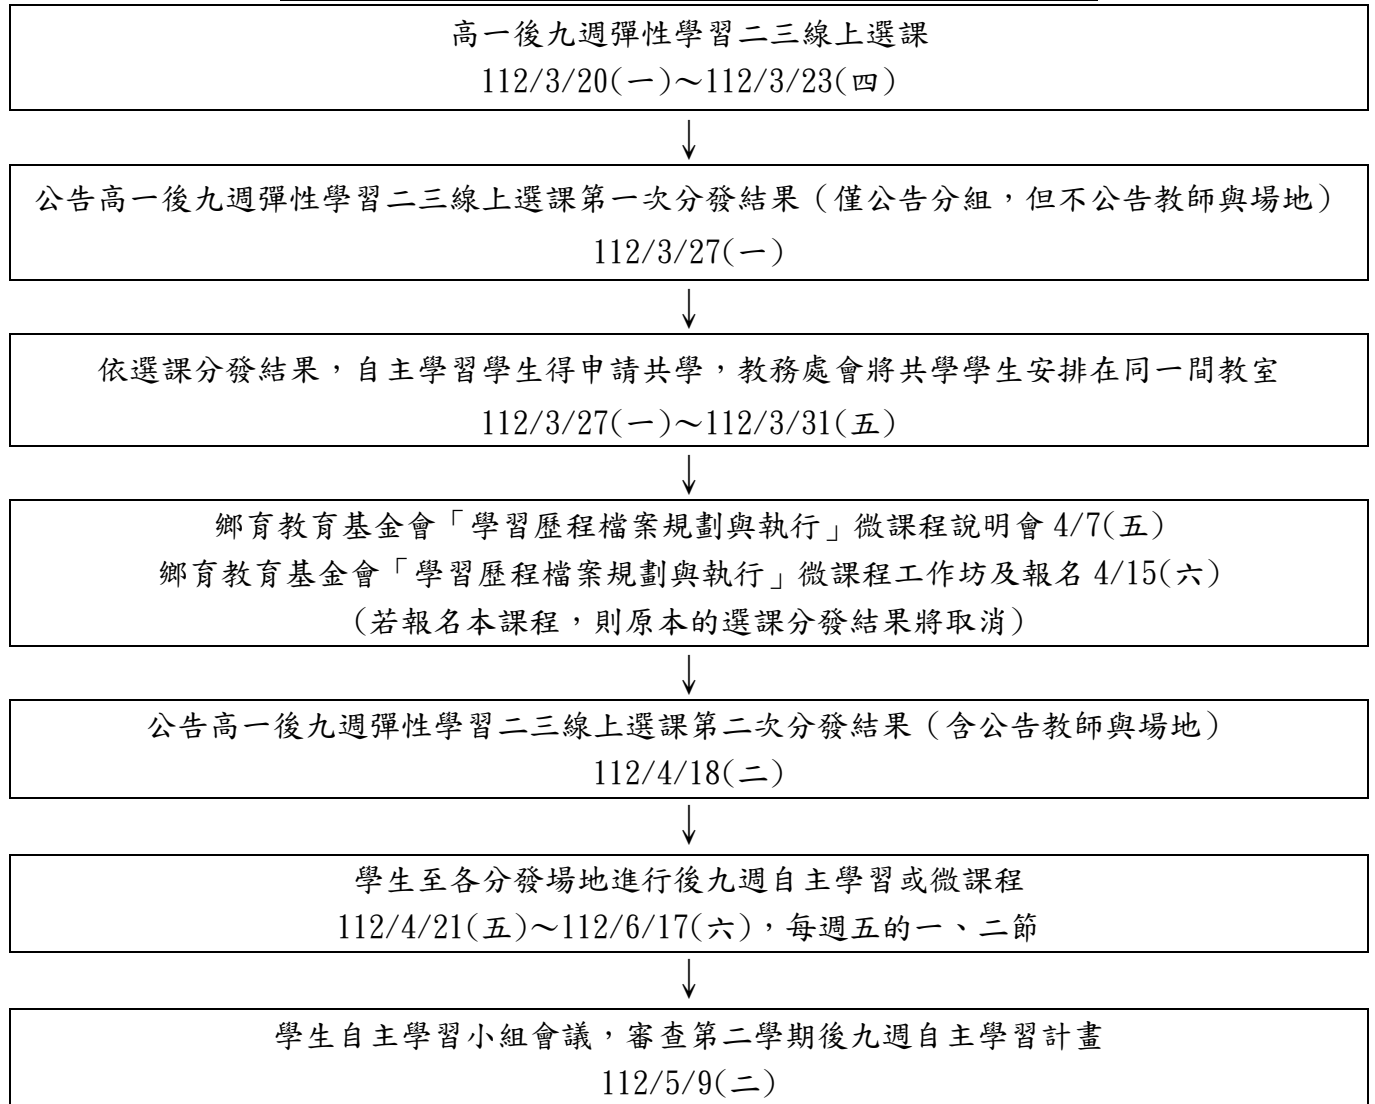 高一後九週彈性學習二三線上選課
112/3/20(一)～112/3/23(四)
↓
公告高一後九週彈性學習二三線上選課第一次分發結果（僅公告分組，但不公告教師與場地）
112/3/27(一)
↓
依選課分發結果，自主學習學生得申請共學，教務處會將共學學生安排在同一間教室
112/3/27(一)～112/3/31(五)
↓
鄉育教育基金會「學習歷程檔案規劃與執行」微課程說明會 4/7(五)
鄉育教育基金會「學習歷程檔案規劃與執行」微課程工作坊及報名 4/15(六)
（若報名本課程，則原本的選課分發結果將取消）
↓
公告高一後九週彈性學習二三線上選課第二次分發結果（含公告教師與場地）
112/4/18(二)
↓
學生至各分發場地進行後九週自主學習或微課程
112/4/21(五)～112/6/17(六)，每週五的一、二節
↓
學生自主學習小組會議，審查第二學期後九週自主學習計畫
112/5/9(二)